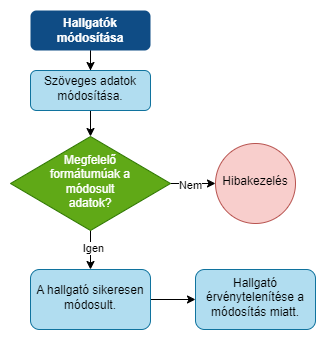 Hallgatók
módosítása
Szöveges adatok
módosítása.
Megfelelő
formátumúak a
módosult
adatok?
Nem
Hibakezelés
Igen
A hallgató sikeresen
módosult.
Hallgató
érvénytelenítése a
módosítás miatt.